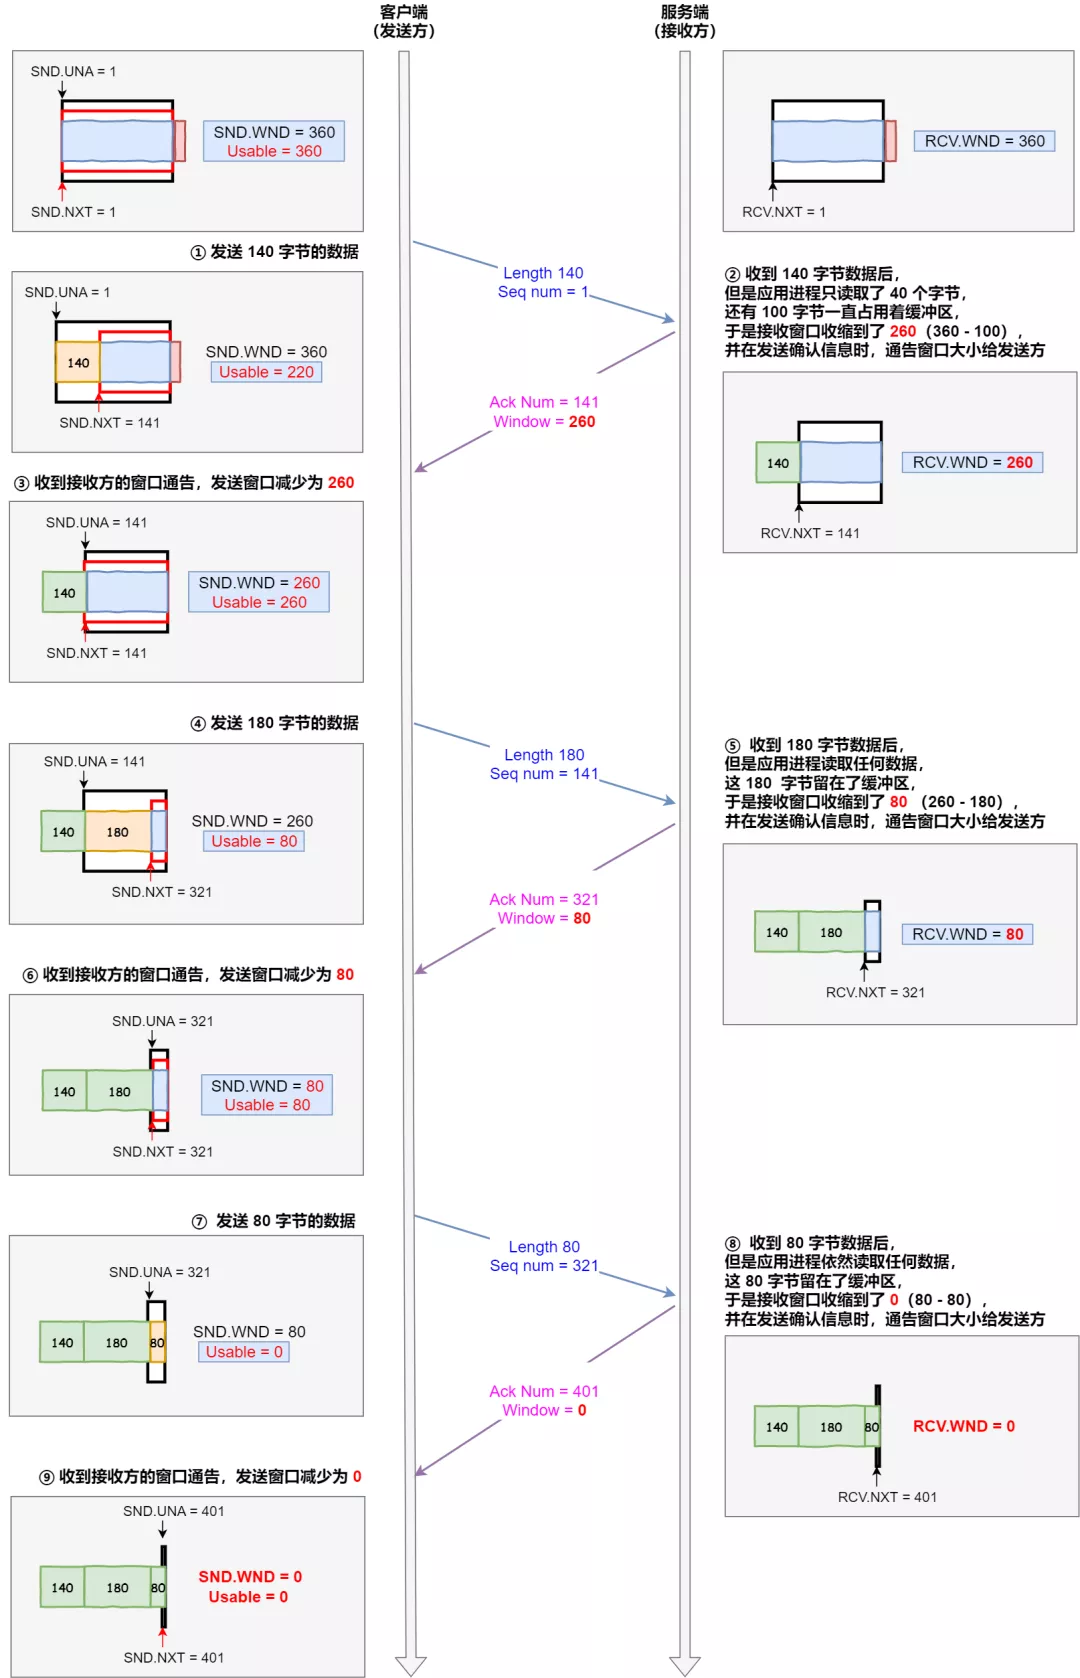 客户端
(发送方)
服务端
(接收方)
SND.UNA = 1
SND.WND = 360
Usable = 360
SND.NXT = 1
RCV.WND = 360
RCV.NXT = 1
① 发送 140 字节的数据
Length 140
Seq num = 1
② 收到 140 字节数据后，
但是应用进程只读取了 40 个字节，
还有 100 字节一直占用着缓冲区，
于是接收窗口收缩到了 260（360 - 100），
并在发送确认信息时，通告窗口大小给发送方
SND.UNA = 1
140
SND.WND = 360
Usable = 220
SND.NXT = 141
Ack Num = 141
Window = 260
140
RCV.WND = 260
RCV.NXT = 141
③ 收到接收方的窗口通告，发送窗口减少为 260
SND.UNA = 141
140
SND.WND = 260
Usable = 260
SND.NXT = 141
④ 发送 180 字节的数据
Length 180
Seq num = 141
⑤ 收到 180 字节数据后，
但是应用进程读取任何数据，
这 180 字节留在了缓冲区，
于是接收窗口收缩到了 80 （260 - 180），
并在发送确认信息时，通告窗口大小给发送方
SND.UNA = 141
140
180
SND.WND = 260
Usable = 80
SND.NXT = 321
Ack Num = 321
Window = 80
140
180
RCV.WND = 80
RCV.NXT = 321
⑥ 收到接收方的窗口通告，发送窗口减少为 80
SND.UNA = 321
140
180
SND.WND = 80
Usable = 80
SND.NXT = 321
⑦ 发送 80 字节的数据
Length 80
Seq num = 321
⑧ 收到 80 字节数据后，
但是应用进程依然读取任何数据，
这 80 字节留在了缓冲区，
于是接收窗口收缩到了 0（80 - 80），
并在发送确认信息时，通告窗口大小给发送方
SND.UNA = 321
140
180
80
SND.WND = 80
Usable = 0
Ack Num = 401
Window = 0
140
180
80
RCV.WND = 0
RCV.NXT = 401
⑨ 收到接收方的窗口通告，发送窗口减少为 0
SND.UNA = 401
140
180
80
SND.WND = 0
Usable = 0
SND.NXT = 401